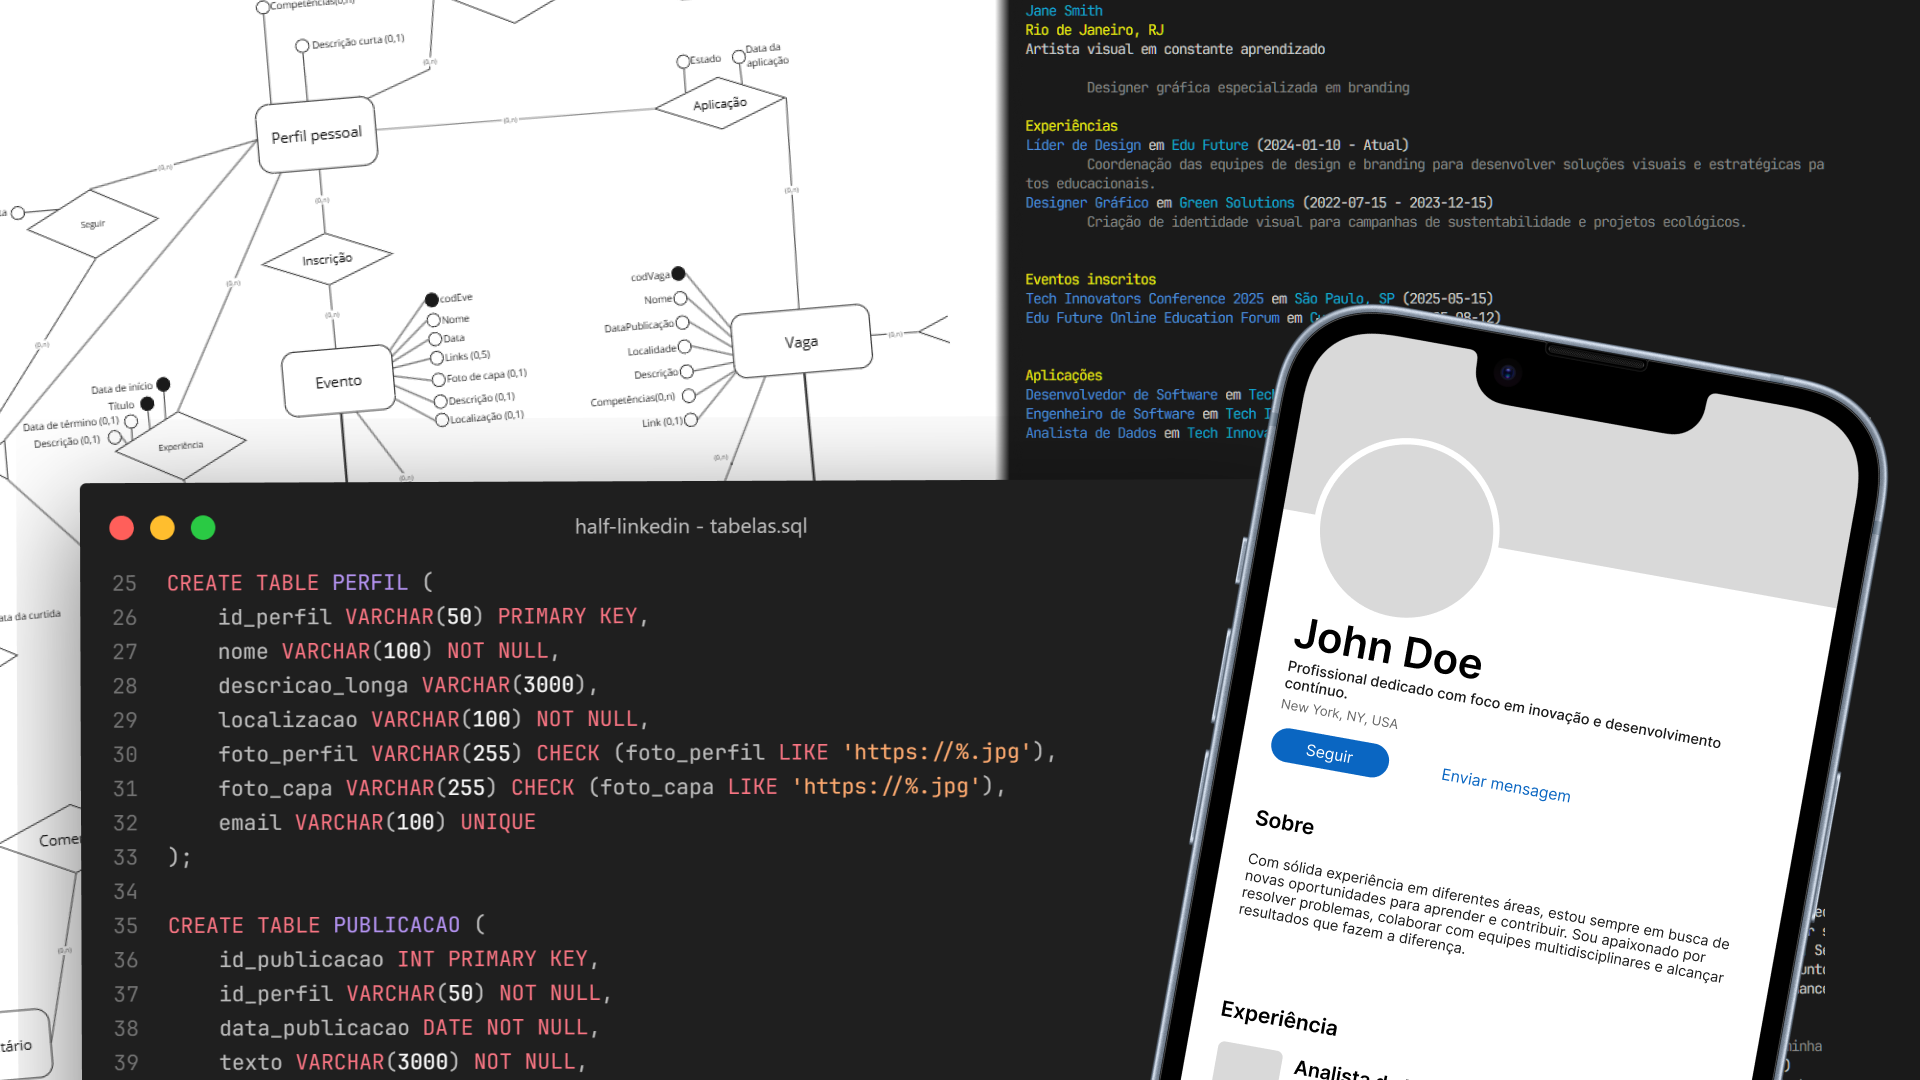 Competências(0,n)
Descrição curta (0,1)
(0,n)
Perfil pessoal
(0,n)
Estado
Data da
aplicação
Aplicação
(0,n)
(0,n)
Seguir
(0,n)
Inscrição
(0,n)
(0,n)
(0,n)
codEve
Nome
Data
Links (0,5)
Foto de capa (0,1)
Descrição (0,1)
Localização (0,1)
Evento
(0,n)
codVaga
Nome
DataPublicação
Localidade
Descrição
Competências(0,n)
Link (0,1)
Vaga
(0,n)
(0,n)
Data de início
Título
Data de término (0,1)
Descrição (0,1)
Experiência
ata da curtida
Comen
(0,n)
tário
Jane Smith
Rio de Janeiro, RJ
Artista visual em constante aprendizado
Designer gráfica especializada em branding
Experiências
Líder de Design em Edu Future (2024-01-10 - Atual)
Coordenação das equipes de design e branding para desenvolver soluções visuais e estratégicas pa
tos educacionais.
Designer Gráfico em Green Solutions (2022-07-15 - 2023-12-15)
Criação de identidade visual para campanhas de sustentabilidade e projetos ecológicos.
Eventos inscritos
Tech Innovators Conference 2025 em São Paulo, SP (2025-05-15)
Edu Future Online Education Forum em
08-12)
Aplicações
Desenvolvedor de Software em Tec
Engenheiro de Software em Tech I
Analista de Dados em Tech Innova
half-linkedin - tabelas.sql
25 CREATE TABLE PERFIL (
26 id_perfil VARCHAR(50) PRIMARY KEY,
27 nome VARCHAR(100) NOT NULL,
28 descricao_longa VARCHAR(3000),
29 localizacao VARCHAR(100) NOT NULL,
30 foto_perfil VARCHAR(255) CHECK (foto_perfil LIKE 'https://%.jpg'),
31 foto_capa VARCHAR(255) CHECK (foto_capa LIKE 'https://%.jpg'),
32 email VARCHAR(100) UNIQUE
33 );
34
35 CREATE TABLE PUBLICACAO (
36 id_publicacao INT PRIMARY KEY,
37 id_perfil VARCHAR(50) NOT NULL,
38 data_publicacao DATE NOT NULL,
39 texto VARCHAR(3000) NOT NULL,
John Doe
Profissional dedicado com foco em inovação e desenvolvimento
contínuo.
New York, NY, USA
Seguir
Enviar mensagem
Sobre
Com sólida experiência em diferentes áreas, estou sempre em busca de
novas oportunidades para aprender e contribuir. Sou apaixonado por
resolver problemas, colaborar com equipes multidisciplinares e alcançar
resultados que fazem a diferença.
Experiência
Analista d